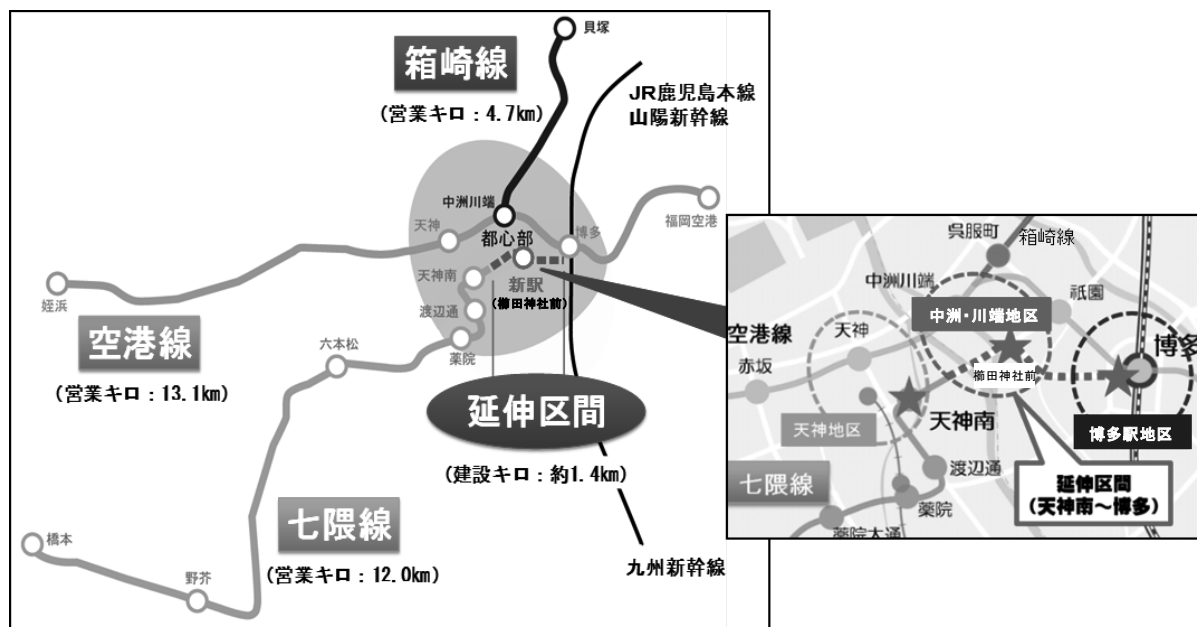 貝塚
箱崎線
(営業キロ：4.7km)
JR鹿児島本線
山陽新幹線
中洲川端
天神
都心部
博多
福岡空港
天神南
新駅
(櫛田神社前)
姪浜
渡辺通
空港線
(営業キロ：13.1km)
六本松
薬院
延伸区間
(建設キロ：約1.4km)
七隈線
(営業キロ：12.0km)
橋本
野芥
九州新幹線
呉服町
箱崎線
中洲川端
祇園
中洲・川端地区
空港線
天神
博多
赤坂
櫛田神社前
天神南
天神地区
博多駅地区
渡辺通
七隈線
延伸区間
(天神南～博多)
薬院
薬院大通